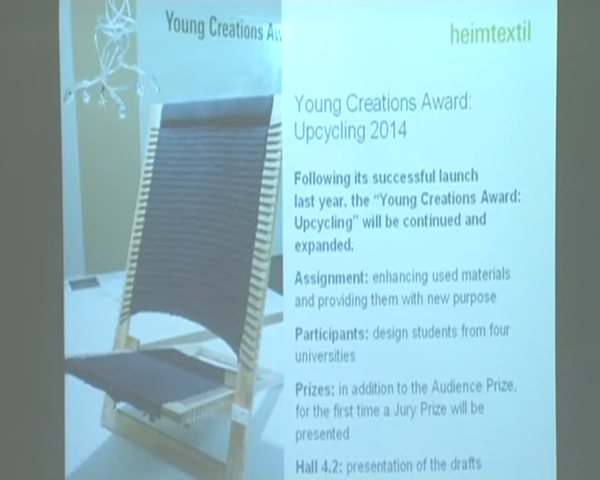 Young Creations Aw
heimtextil
Young Creations Award:
Upcycling 2014
Following its successful launch
last year, the "Young Creations Award:
Upcycling" will be continued and
expanded.
Assignment: enhancing used materials
and providing them with new purpose
Participants: design students from four
universities
Prizes: in addition to the Audience Prize,
for the first time a Jury Prize will be
presented
Hall 4.2: presentation of the drafts